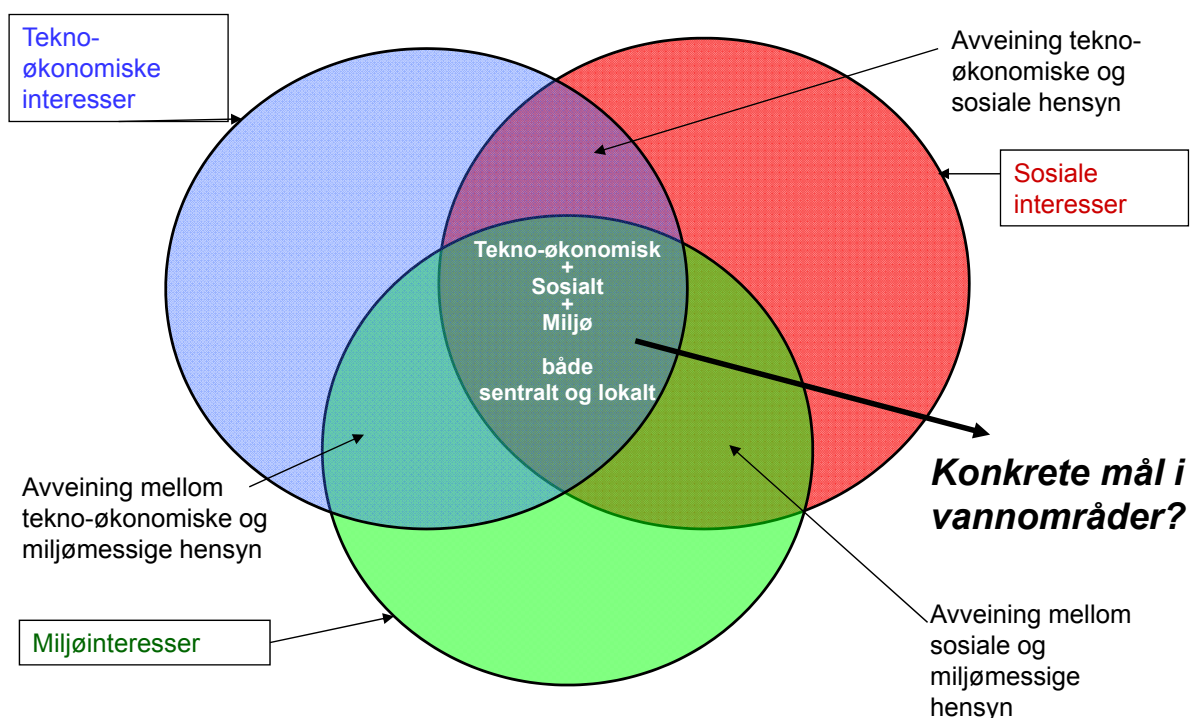 Tekno-
økonomiske
interesser
Avveining tekno-
økonomiske og
sosiale hensyn
Sosiale
interesser
Tekno-økonomisk
+
Sosialt
+
Miljø
både
sentralt og lokalt
Konkrete mål i
vannområder?
Avveining mellom
tekno-økonomiske og
miljømessige hensyn
Miljøinteresser
Avveining mellom
sosiale og
miljømessige
hensyn